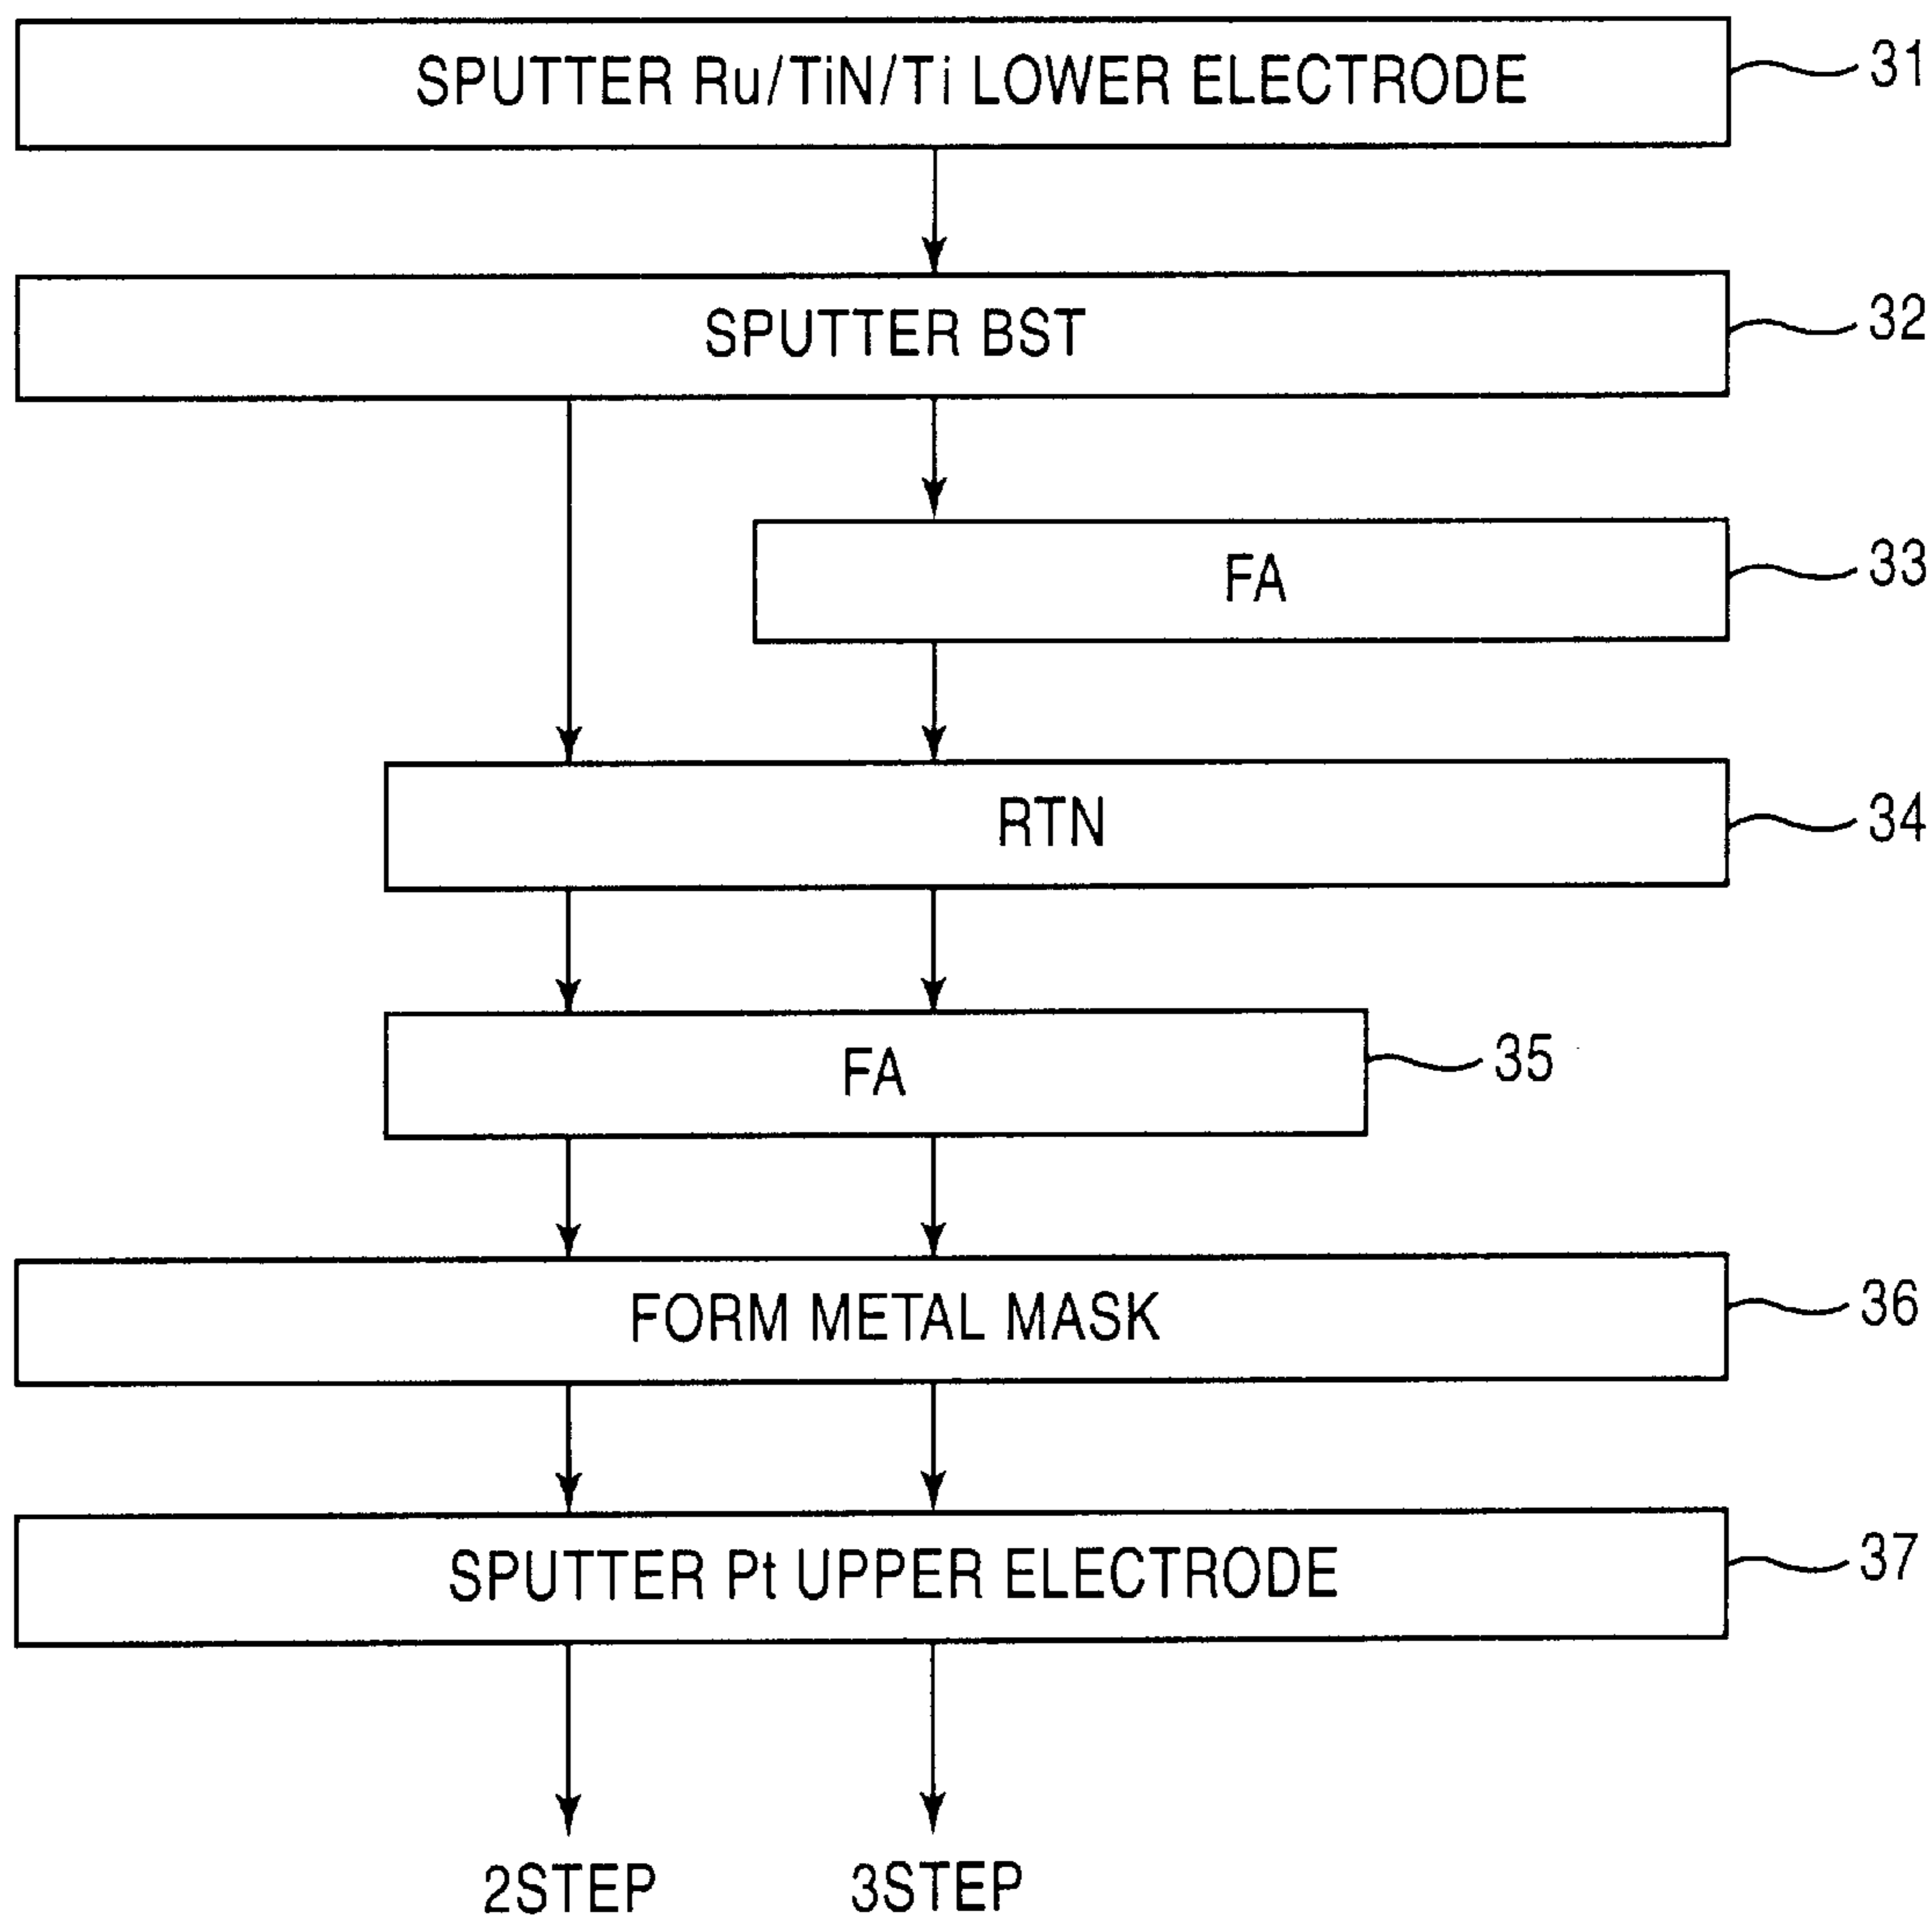 SPUTTER Ru/TiN/Ti LOWER ELECTRODE 31
SPUTTER BST 32
FA 33
RTN 34
FA 35
FORM METAL MASK 36
SPUTTER Pt UPPER ELECTRODE 37
2STEP 3STEP